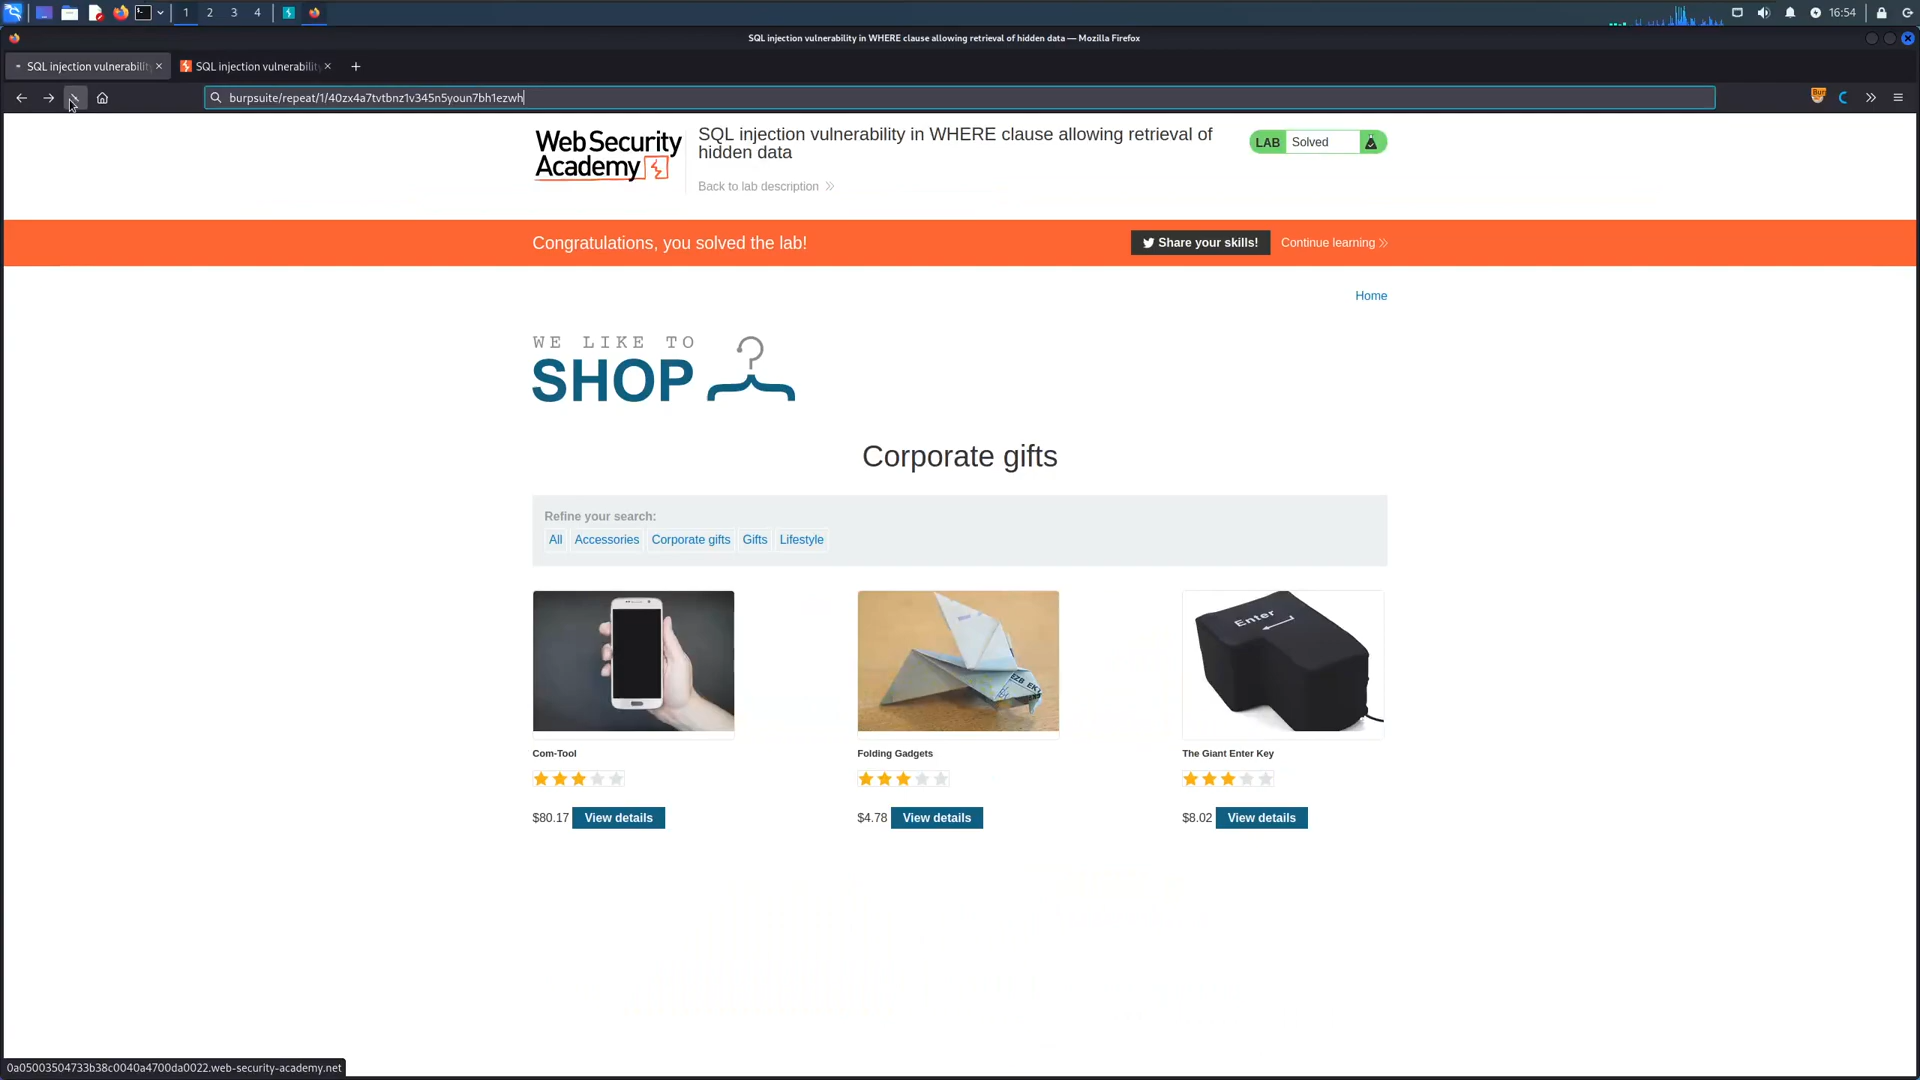 1 2 3 4
16:54
SQL injection vulnerability in WHERE clause allowing retrieval of hidden data — Mozilla Firefox
SQL injection vulnerabilit
SQL injection vulnerabilit
burpsuite/repeat/1/40zx4a7tvtbnz1v345n5youn7bh1ezwh
Bur
WebSecurity
Academy
SQL injection vulnerability in WHERE clause allowing retrieval of
hidden data
Back to lab description
LAB Solved
Congratulations, you solved the lab!
Share your skills!
Continue learning
Home
WE LIKE TO
SHOP
Corporate gifts
Refine your search:
All Accessories Corporate gifts Gifts Lifestyle
Enter
Com-Tool
Folding Gadgets
The Giant Enter Key
$80.17 View details
$4.78 View details
$8.02 View details
0a05003504733b38c0040a4700da0022.web-security-academy.net